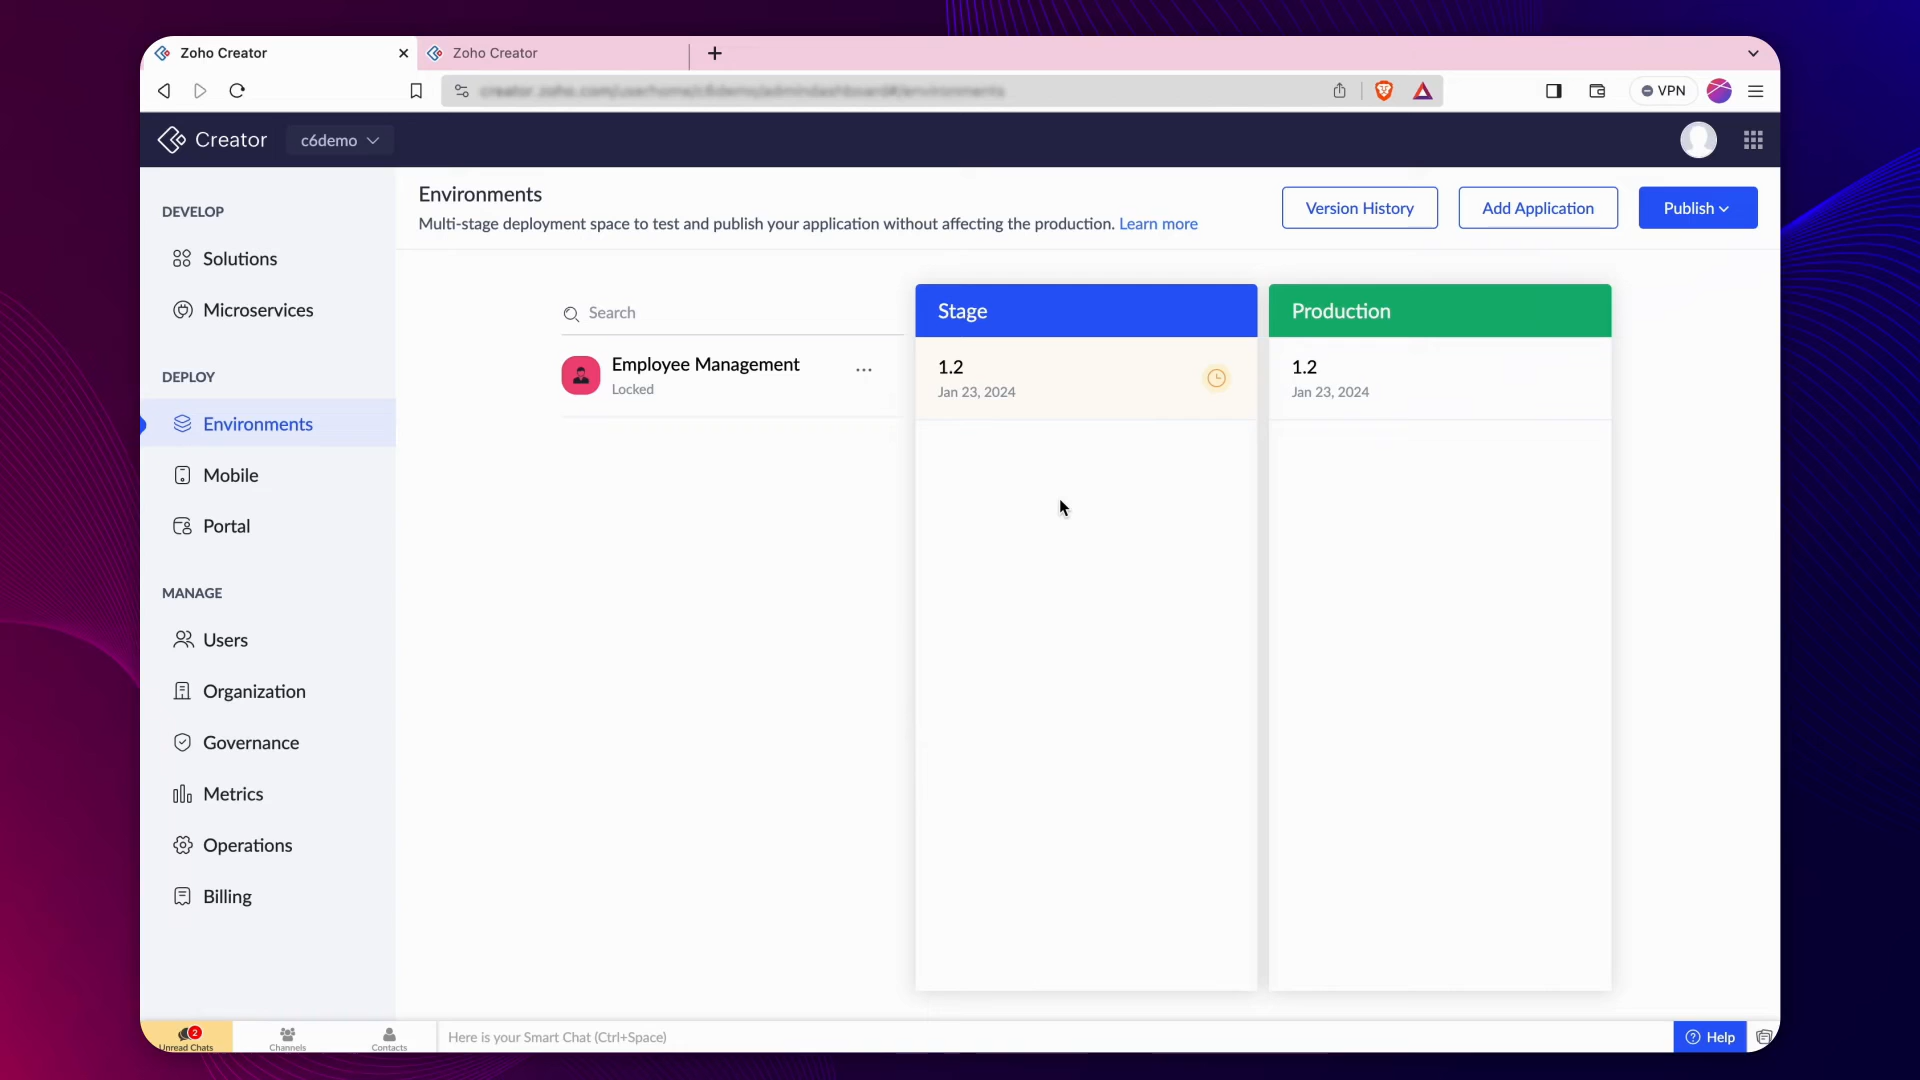 Zoho Creator
Zoho Creator
VPN
Creator
c6demo
DEVELOP
Solutions
Microservices
DEPLOY
Environments
Mobile
Portal
MANAGE
Users
Organization
Governance
Metrics
Operations
Billing
Environments
Multi-stage deployment space to test and publish your application without affecting the production. Learn more
Version History
Add Application
Publish
Search
Employee Management
Locked
Stage
1.2
Jan 23, 2024
Production
1.2
Jan 23, 2024
2
Unread Chats
Channels
Contacts
Here is your Smart Chat (Ctrl+Space)
Help